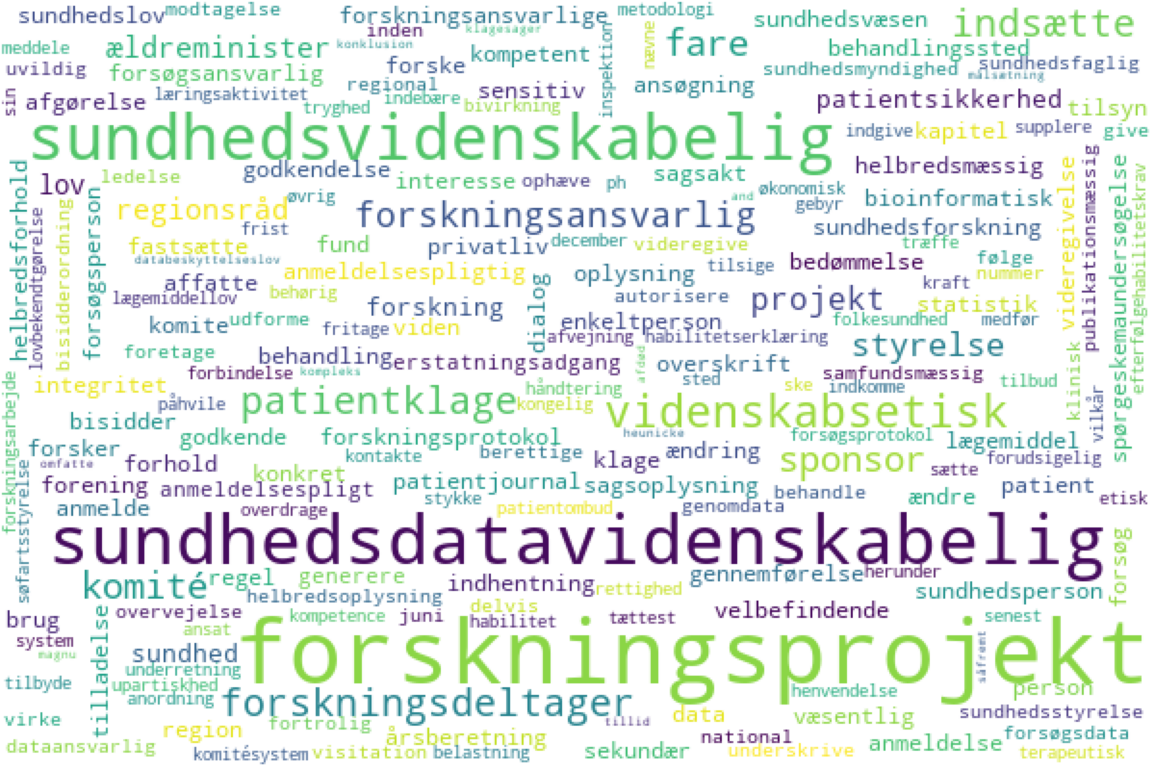 sundhedslov modtagelse forskningsansvarlige metodologi sundhedsvæsen indsætte
inden klagesager
meddele ældreminister konklusion kompetent inspektion nævne fare behandlingssted
uvildig forsøgsansvarlig forske sundhedsmyndighed sundhedsfaglig
målsætning
sin afgørelse læringsaktivitet regional indebære sensitiv ansøgning patientsikkerhed tilsyn
tryghed bivirkning
sundhedsvidenskabelig indgive kapitel supplere give
helbredsforhold lov ledelse godkendelse interesse ophæve ph sagsakt helbredsmæssig
øvrig and økonomisk bioinformatisk
lovbekendtgørelse bisidderordning forsøgsperson regionsråd forskningsansvarlig gebyr videregivelse publikationsmæssig spørgeskemaundersøgelse efterfølge habilitetskrav
frist sundhedsforskning
fastsætte fund privatliv december videregive træffe
databeskyttelseslov anmeldelsespligtig dialog oplysning tilsige bedømmelse følge
affatte nummer
lægemiddellov behørig forskning autorisere projekt kraft statistik
komite udforme fritage viden enkeltperson folkesundhed medfør
afvejning habilitetserklæring styrelse
foretage behandling erstatningsadgang afdød overskrift
forbindelse kompleks sted samfundsmæssig klinisk vilkår
integritet håndtering ske indkomme tilbud
påhvile patientklage kongelig videnskabsetisk
forskningsarbejde bisidder
godkende forskningsprotokol heunicke forsøgsprotokol lægemiddel
forsker kontakte berettige ændring
omfatte forhold klage sponsor sætte forudsigelig
søfartsstyrelse konkret
forening anmeldelsespligt patientjournal sagsoplysning behandle ændre patient
stykke etisk
anmelde overdrage patientombud genomdata
sundhedsdatavidenskabelig
forsøg
komité regel generere indhentning rettighed gennemførelse herunder
helbredsoplysning sundhedsperson
brug tilladelse overvejelse kompetence juni delvis tættest velbefindende senest
ansat habilitet
system forskningsprojekt såfremt
magnu sundhed
tilbyde underretning
upartiskhed person
anordning forskningsdeltager henvendelse
virke fortrolig tillid data væsentlig sundhedsstyrelse
region årsberetning national forsøgsdata
dataansvarlig komitésystem visitation belastning sekundær underskrive anmeldelse terapeutisk